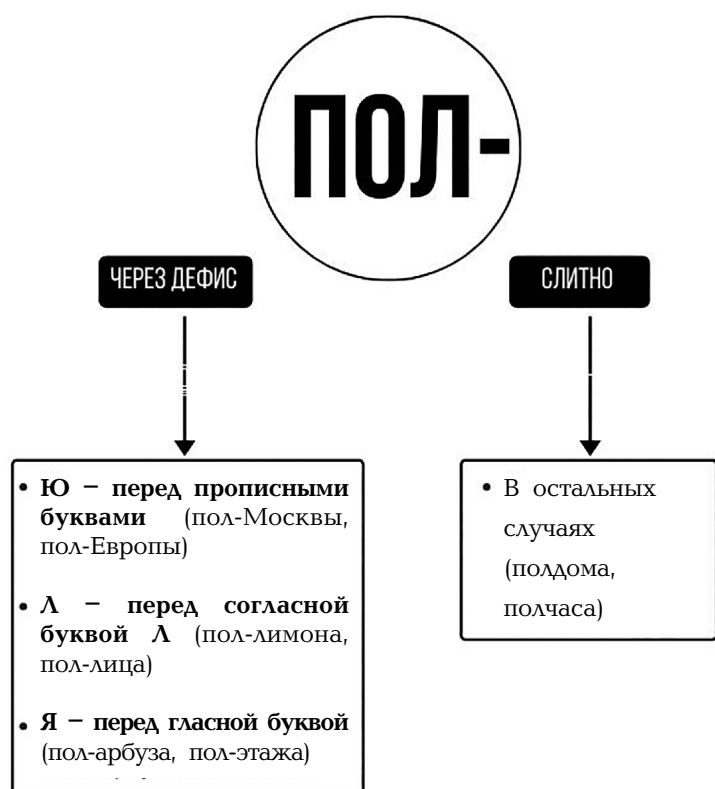 ПОЛ-
ЧЕРЕЗ ДЕФИС
СЛИТНО
• Ю – перед прописными
буквами (пол-Москвы,
пол-Европы)
• Л – перед согласной
буквой Л (пол-лимона,
пол-лица)
• Я – перед гласной буквой
(пол-арбуза, пол-этажа)
• В остальных
случаях
(полдома,
полчаса)